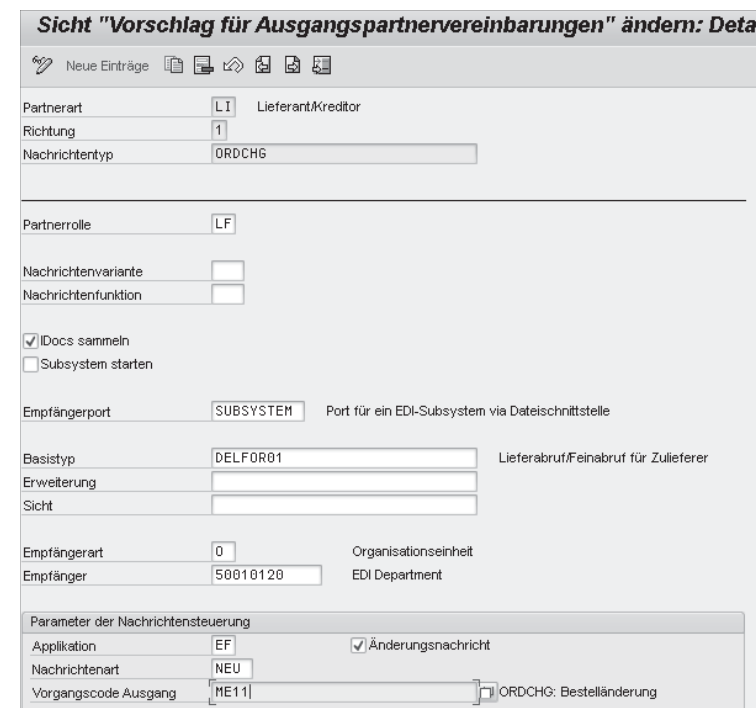 Sicht "Vorschlag für Ausgangspartnervereinbarungen" ändern: Deta
Neue Einträge
Partnerart LI Lieferant/Kreditor
Richtung 1
Nachrichtentyp ORDCHG
Partnerrolle LF
Nachrichtenvariante
Nachrichtenfunktion
IDocs sammeln
Subsystem starten
Empfängerport SUBSYSTEM Port für ein EDI-Subsystem via Dateischnittstelle
Basistyp DELFOR01 Lieferabruf/Feinabruf für Zulieferer
Erweiterung
Sicht
Empfängerart O Organisationseinheit
Empfänger 50010120 EDI Department
Parameter der Nachrichtensteuerung
Applikation EF Änderungsnachricht
Nachrichtenart NEU
Vorgangscode Ausgang ME11 ORDCHG: Bestelländerung